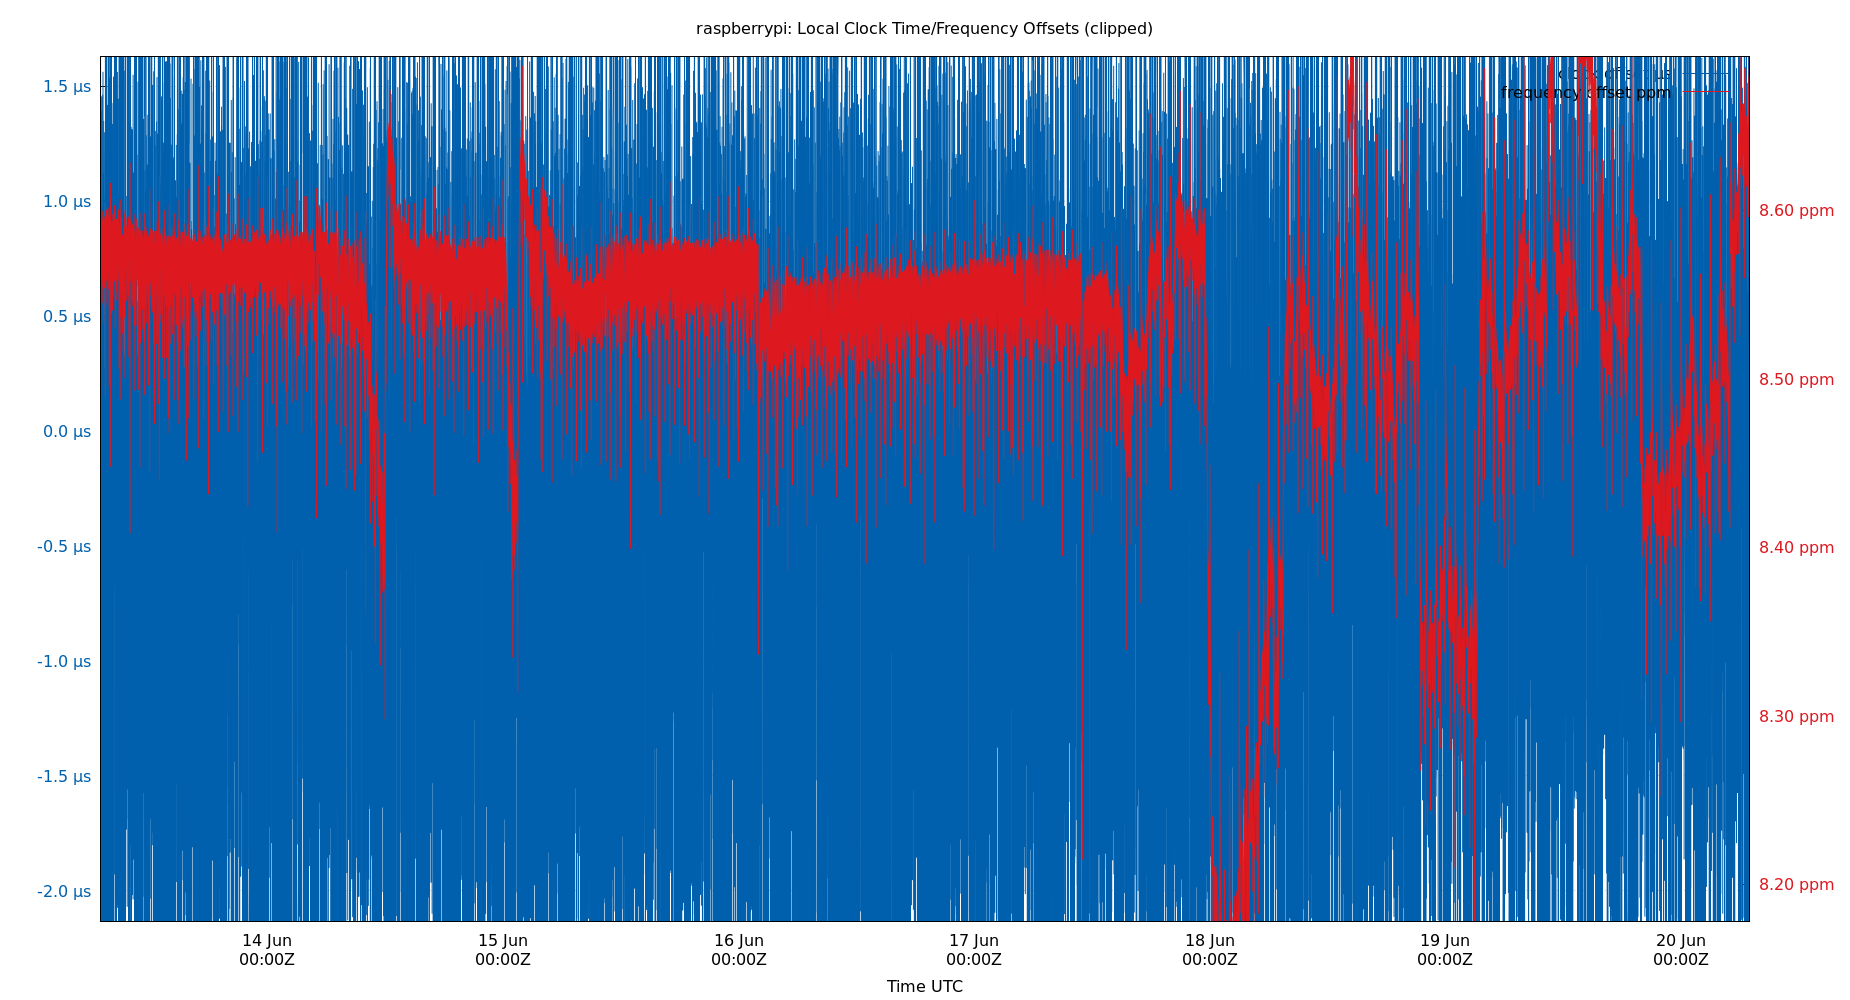 raspberrypi: Local Clock Time/Frequency Offsets (clipped)
clock offset µs
frequency offset ppm
1.5 µs
1.0 µs
0.5 µs
0.0 µs
-0.5 µs
-1.0 µs
-1.5 µs
-2.0 µs
8.60 ppm
8.50 ppm
8.40 ppm
8.30 ppm
8.20 ppm
14 Jun
00:00Z
15 Jun
00:00Z
16 Jun
00:00Z
17 Jun
00:00Z
18 Jun
00:00Z
19 Jun
00:00Z
20 Jun
00:00Z
Time UTC